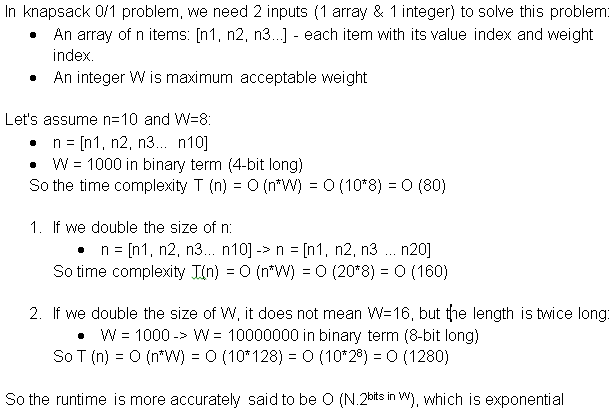 In knapsack 0/1 problem, we need 2 inputs (1 array & 1 integer) to solve this problem:
• An array of n items: [n1, n2, n3...] - each item with its value index and weight
index.
• An integer W is maximum acceptable weight
Let's assume n=10 and W=8:
• n = [n1, n2, n3... n10]
• W = 1000 in binary term (4-bit long)
So the time complexity T (n) = O (n*W) = O (10*8) = O (80)
1. If we double the size of n:
• n = [n1, n2, n3... n10] -> n = [n1, n2, n3 ... n20]
So time complexity T(n) = O (n*W) = O (20*8) = O (160)
2. If we double the size of W, it does not mean W=16, but the length is twice long:
• W = 1000 -> W = 10000000 in binary term (8-bit long)
So T (n) = O (n*W) = O (10*128) = O (10*2⁸) = O (1280)
So the runtime is more accurately said to be O (N.2^bits in W), which is exponential